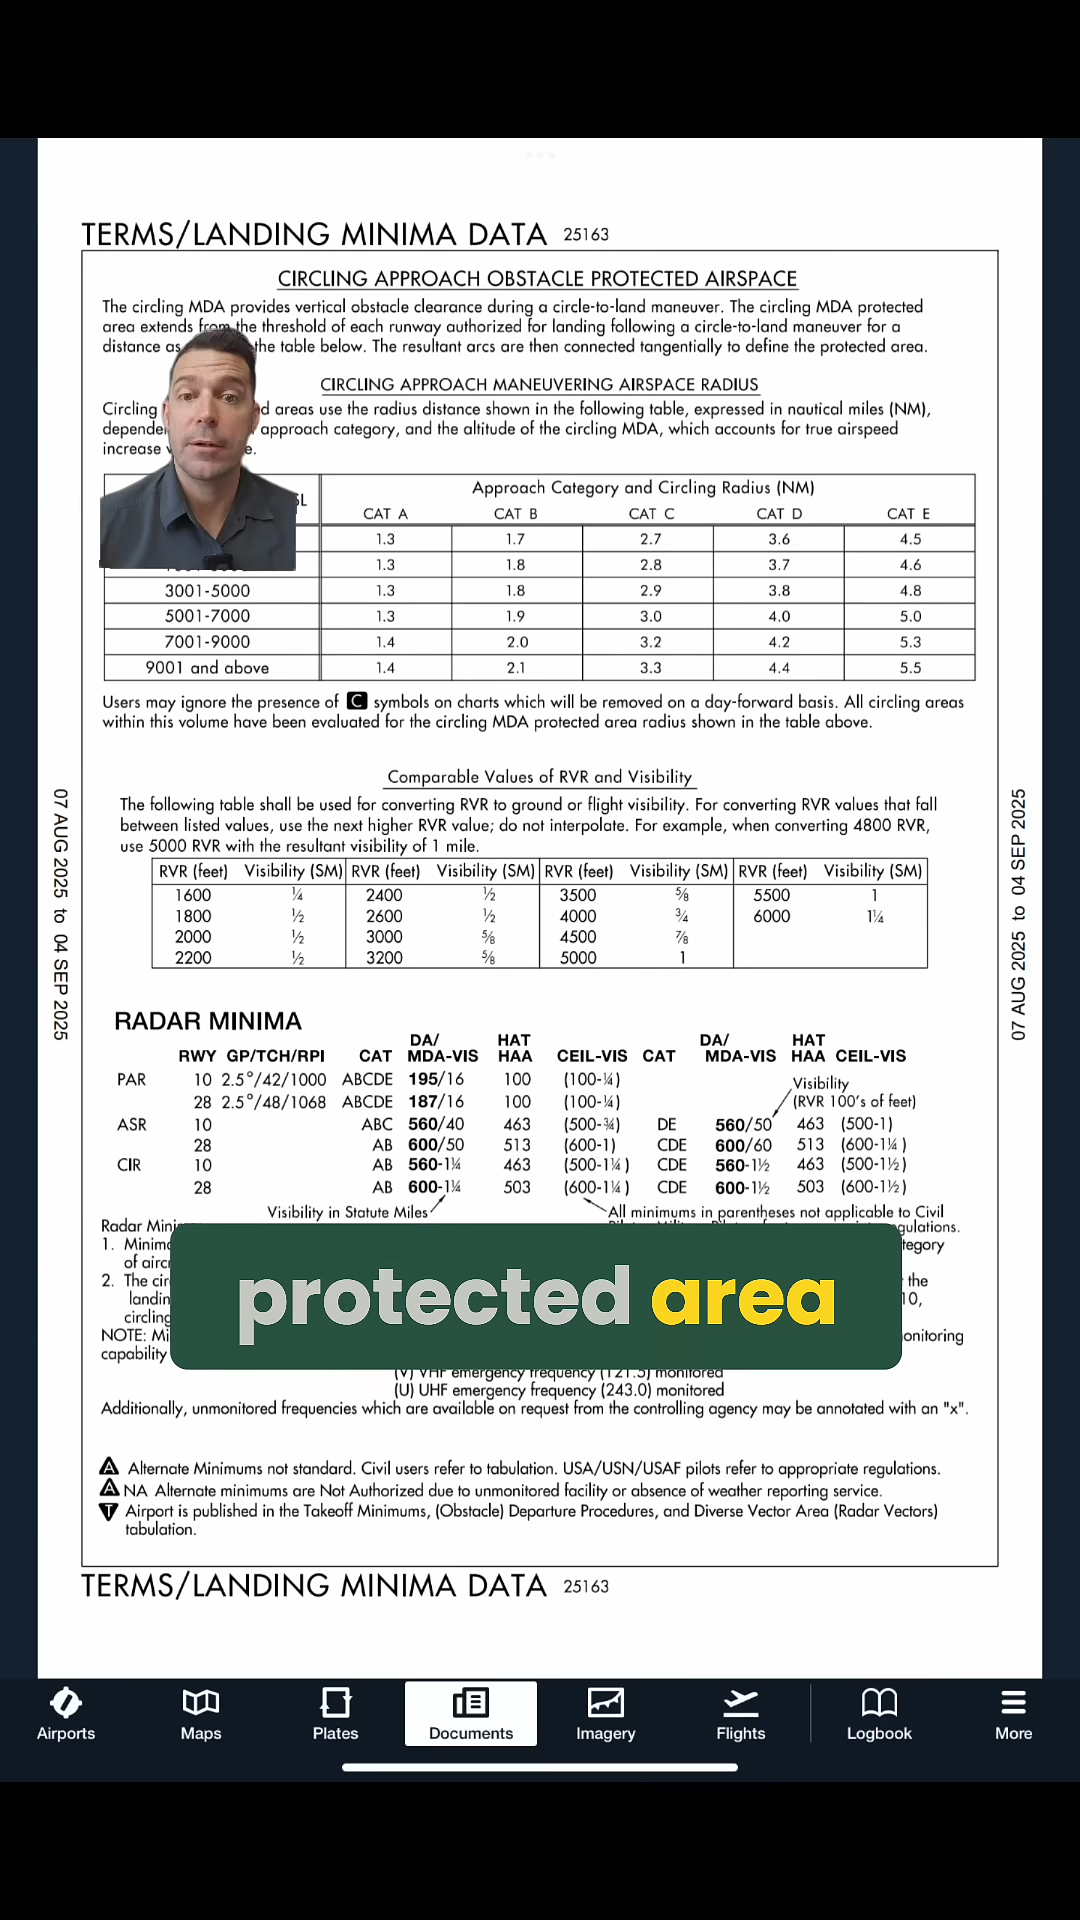 TERMS/LANDING MINIMA DATA 25163
CIRCLING APPROACH OBSTACLE PROTECTED AIRSPACE
The circling MDA provides vertical obstacle clearance during a circle-to-land maneuver. The circling MDA protected
area extends from the threshold of each runway authorized for landing following a circle-to-land maneuver for a
distance as the table below. The resultant arcs are then connected tangentially to define the protected area.
CIRCLING APPROACH MANEUVERING AIRSPACE RADIUS
Circling d areas use the radius distance shown in the following table, expressed in nautical miles (NM),
depende approach category, and the altitude of the circling MDA, which accounts for true airspeed
increase e.
SL Approach Category and Circling Radius (NM)
CAT A CAT B CAT C CAT D CAT E
1.3 1.7 2.7 3.6 4.5
1.3 1.8 2.8 3.7 4.6
3001-5000 1.3 1.8 2.9 3.8 4.8
5001-7000 1.3 1.9 3.0 4.0 5.0
7001-9000 1.4 2.0 3.2 4.2 5.3
9001 and above 1.4 2.1 3.3 4.4 5.5
Users may ignore the presence of C symbols on charts which will be removed on a day-forward basis. All circling areas
within this volume have been evaluated for the circling MDA protected area radius shown in the table above.
Comparable Values of RVR and Visibility
The following table shall be used for converting RVR to ground or flight visibility. For converting RVR values that fall
between listed values, use the next higher RVR value; do not interpolate. For example, when converting 4800 RVR,
use 5000 RVR with the resultant visibility of 1 mile.
RVR (feet) Visibility (SM) RVR (feet) Visibility (SM) RVR (feet) Visibility (SM) RVR (feet) Visibility (SM)
1600 ¼ 2400 ½ 3500 ⅝ 5500 1
1800 ½ 2600 ½ 4000 ¾ 6000 1¼
2000 ½ 3000 ⅝ 4500 ⅞
2200 ½ 3200 ⅝ 5000 1
07 AUG 2025 to 04 SEP 2025
07 AUG 2025 to 04 SEP 2025
RADAR MINIMA
DA/ HAT DA/ HAT
RWY GP/TCH/RPI CAT MDA-VIS HAA CEIL-VIS CAT MDA-VIS HAA CEIL-VIS
PAR 10 2.5°/42/1000 ABCDE 195/16 100 (100-¼) Visibility
28 2.5°/48/1068 ABCDE 187/16 100 (100-¼) (RVR 100's of feet)
ASR 10 ABC 560/40 463 (500-¾) DE 560/50 463 (500-1)
28 AB 600/50 513 (600-1) CDE 600/60 513 (600-1¼)
CIR 10 AB 560-1¼ 463 (500-1¼) CDE 560-1½ 463 (500-1½)
28 AB 600-1¼ 503 (600-1¼) CDE 600-1½ 503 (600-1½)
Visibility in Statute Miles All minimums in parentheses not applicable to Civil
Radar Mini gulations.
1. Minim tegory
of airc
2. The cir the
landin 10,
circling
NOTE: Mi onitoring
capability
protected area
(V) VHF emergency frequency (121.5) monitored
(U) UHF emergency frequency (243.0) monitored
Additionally, unmonitored frequencies which are available on request from the controlling agency may be annotated with an "x".
A Alternate Minimums not standard. Civil users refer to tabulation. USA/USN/USAF pilots refer to appropriate regulations.
A NA Alternate minimums are Not Authorized due to unmonitored facility or absence of weather reporting service.
T Airport is published in the Takeoff Minimums, (Obstacle) Departure Procedures, and Diverse Vector Area (Radar Vectors)
tabulation.
TERMS/LANDING MINIMA DATA 25163
Airports Maps Plates Documents Imagery Flights Logbook More